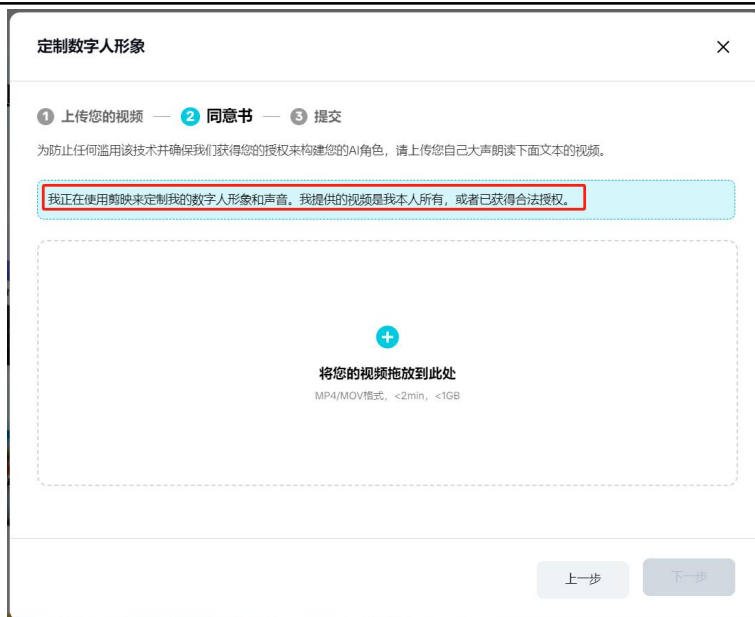 定制数字人形象
1 上传您的视频 — 2 同意书 — 3 提交
为防止任何滥用该技术并确保我们获得您的授权来构建您的AI角色，请上传您自己大声朗读下面文本的视频。
我正在使用剪映来定制我的数字人形象和声音。我提供的视频是我本人所有，或者已获得合法授权。
将您的视频拖放到此处
MP4/MOV格式，<2min，<1GB
上一步
下一步